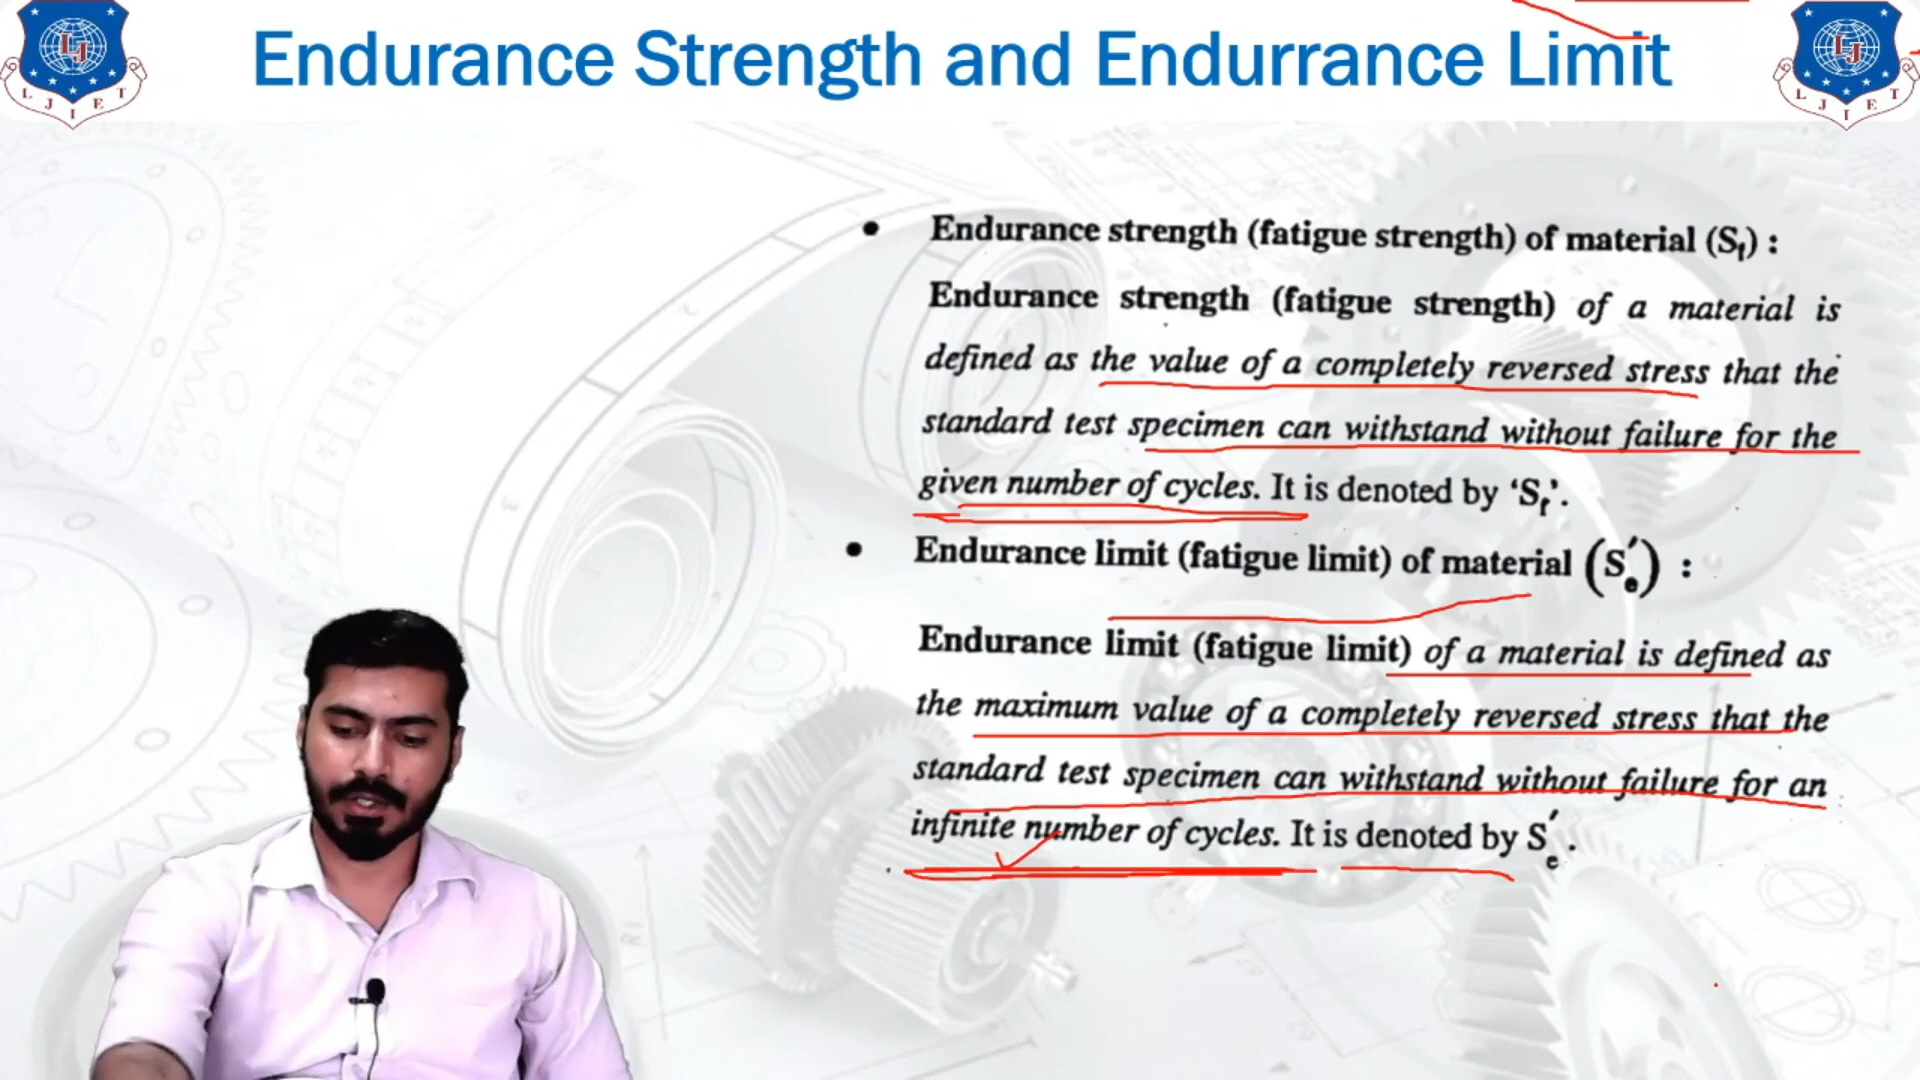 Endurance Strength and Endurrance Limit
LJ
L J I E T
LJ
L J I E T
• Endurance strength (fatigue strength) of material (Sf) :
Endurance strength (fatigue strength) of a material is
defined as the value of a completely reversed stress that the
standard test specimen can withstand without failure for the
given number of cycles. It is denoted by ‘Sf’.
• Endurance limit (fatigue limit) of material (S′e) :
Endurance limit (fatigue limit) of a material is defined as
the maximum value of a completely reversed stress that the
standard test specimen can withstand without failure for an
infinite number of cycles. It is denoted by S′e.